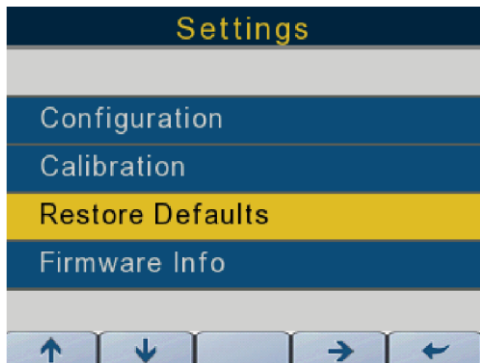 Settings
Configuration
Calibration
Restore Defaults
Firmware Info